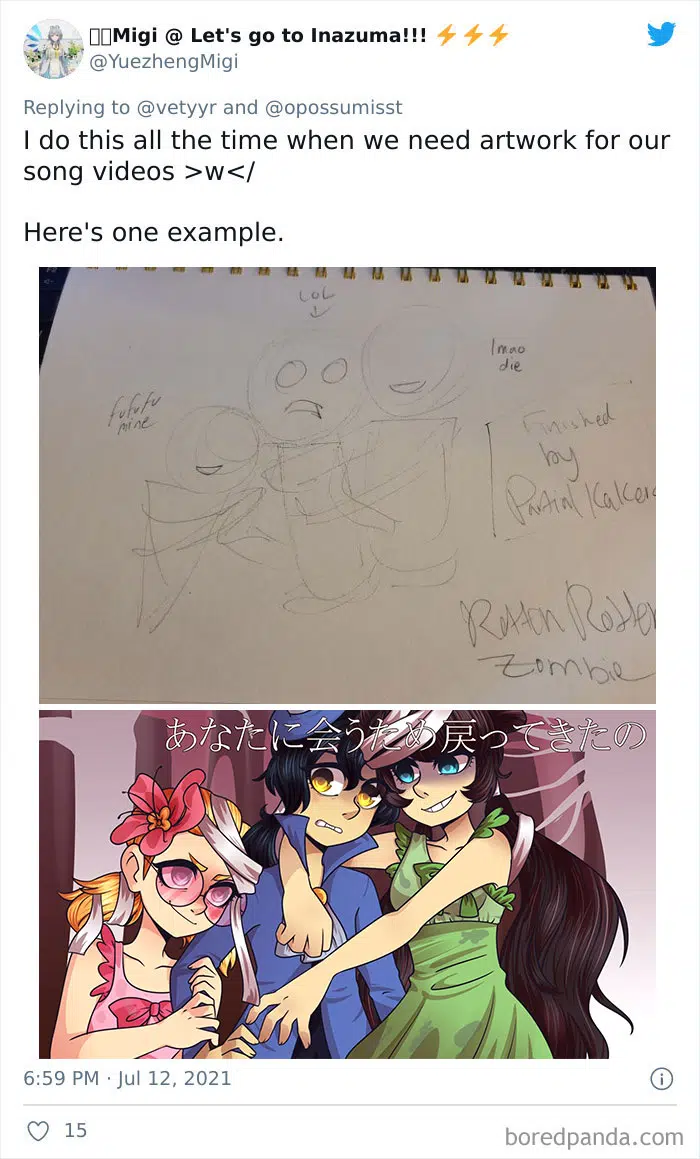 Migi @ Let's go to Inazuma!!! ⚡⚡⚡
@YuezhengMigi
Replying to @vetyyr and @opossumisst
I do this all the time when we need artwork for our
song videos >w</
Here's one example.
LOL
lmao
die
fufufu
mine
Finished
by
Partial Kaker
Rotten
Zombie
あなたに会うため戻ってきたの
6:59 PM · Jul 12, 2021
15
boredpanda.com